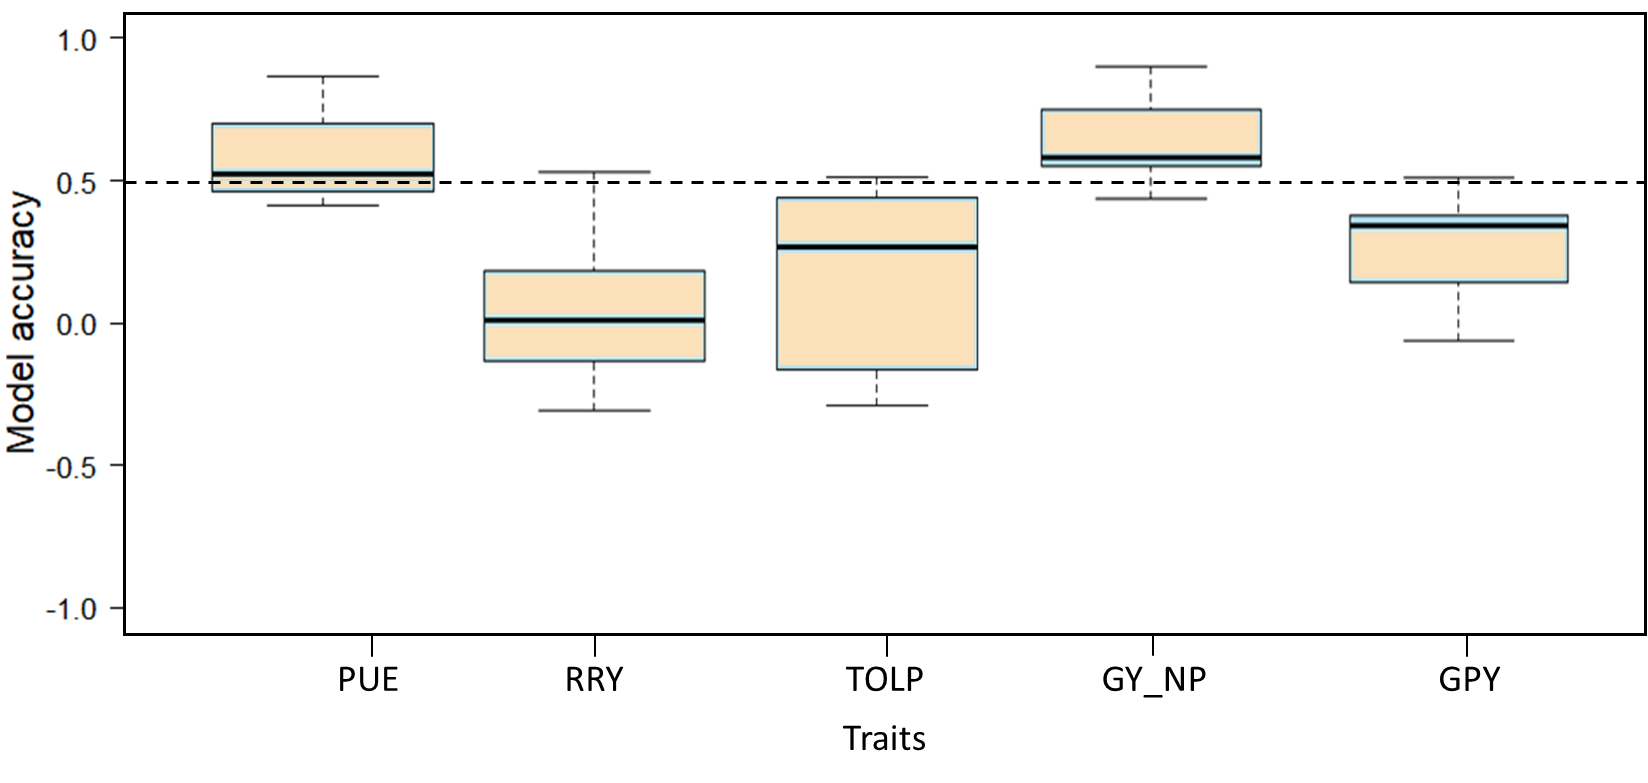 1.0
0.5
0.0
-0.5
-1.0
Model accuracy
PUE RRY TOLP GY_NP GPY
Traits